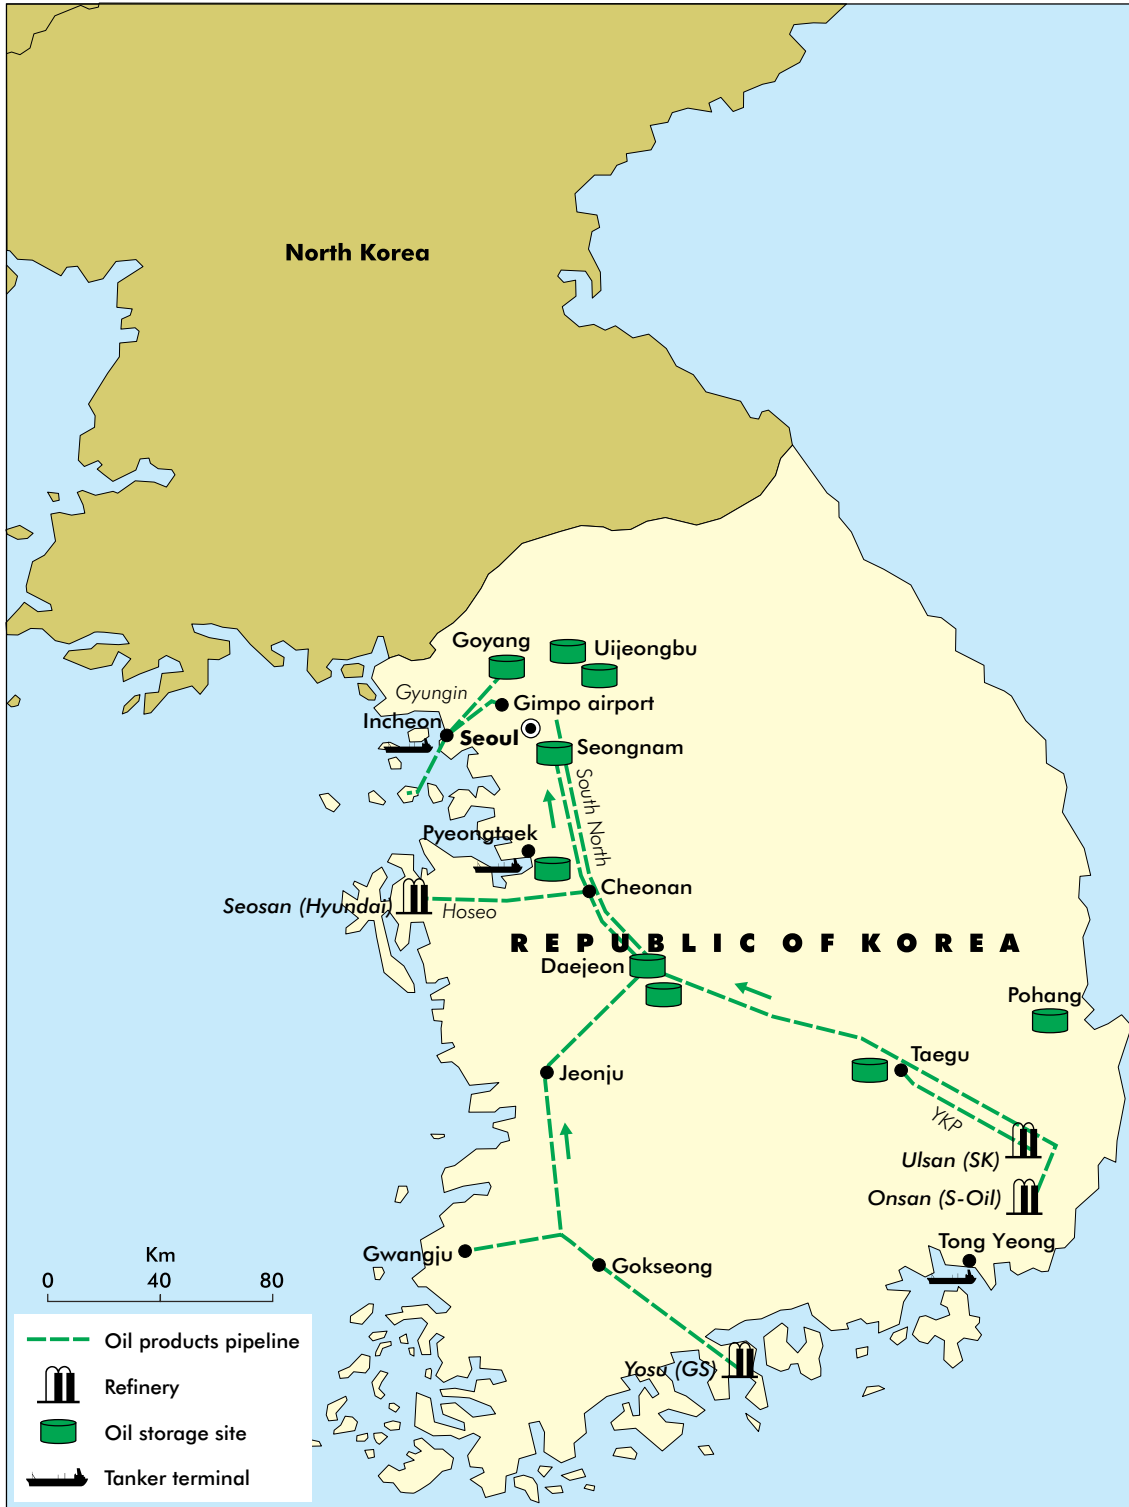 North Korea
Goyang
Uijeongbu
Gyungin
Gimpo airport
Incheon
Seoul
Seongnam
South North
Pyeongtaek
Cheonan
Seosan (Hyundai)
Hoseo
REPUBLIC OF KOREA
Daejeon
Pohang
Taegu
Jeonju
YKP
Ulsan (SK)
Onsan (S-Oil)
Tong Yeong
Gwangju
Gokseong
Km
0 40 80
Yosu (GS)
Oil products pipeline
Refinery
Oil storage site
Tanker terminal